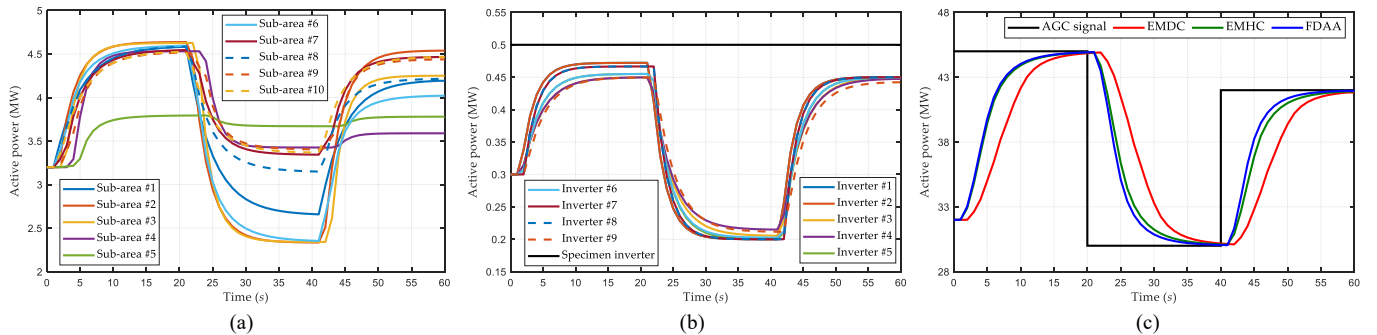 5
4.5
4
3.5
3
2.5
2
Active power (MW)
0 5 10 15 20 25 30 35 40 45 50 55 60
Time (s)
Sub-area #6
Sub-area #7
Sub-area #8
Sub-area #9
Sub-area #10
Sub-area #1
Sub-area #2
Sub-area #3
Sub-area #4
Sub-area #5
(a)
0.55
0.5
0.45
0.4
0.35
0.3
0.25
0.2
0.15
Active power (MW)
0 5 10 15 20 25 30 35 40 45 50 55 60
Time (s)
Inverter #6
Inverter #7
Inverter #8
Inverter #9
Specimen inverter
Inverter #1
Inverter #2
Inverter #3
Inverter #4
Inverter #5
(b)
48
43
38
33
28
Active power (MW)
0 5 10 15 20 25 30 35 40 45 50 55 60
Time (s)
AGC signal EMDC EMHC FDAA
(c)